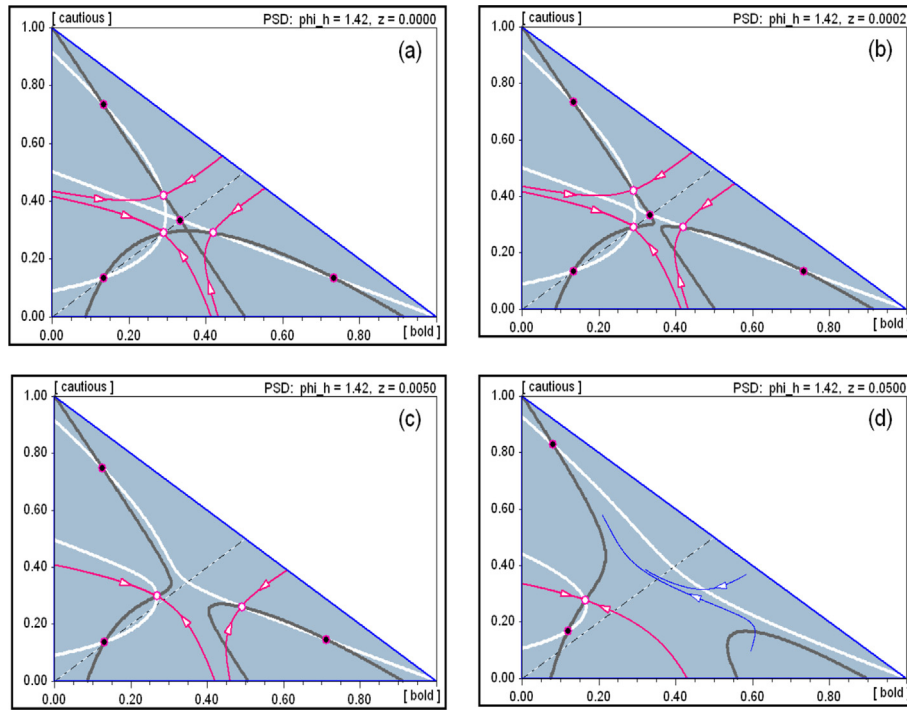 [ cautious ] PSD: phi_h = 1.42, z = 0.0000
1.00
(a)
0.80
0.60
0.40
0.20
0.00
0.00 0.20 0.40 0.60 0.80 [ bold ]
[ cautious ] PSD: phi_h = 1.42, z = 0.0002
1.00
(b)
0.80
0.60
0.40
0.20
0.00
0.00 0.20 0.40 0.60 0.80 [ bold ]
[ cautious ] PSD: phi_h = 1.42, z = 0.0050
1.00
(c)
0.80
0.60
0.40
0.20
0.00
0.00 0.20 0.40 0.60 0.80 [ bold ]
[ cautious ] PSD: phi_h = 1.42, z = 0.0500
1.00
(d)
0.80
0.60
0.40
0.20
0.00
0.00 0.20 0.40 0.60 0.80 [ bold ]